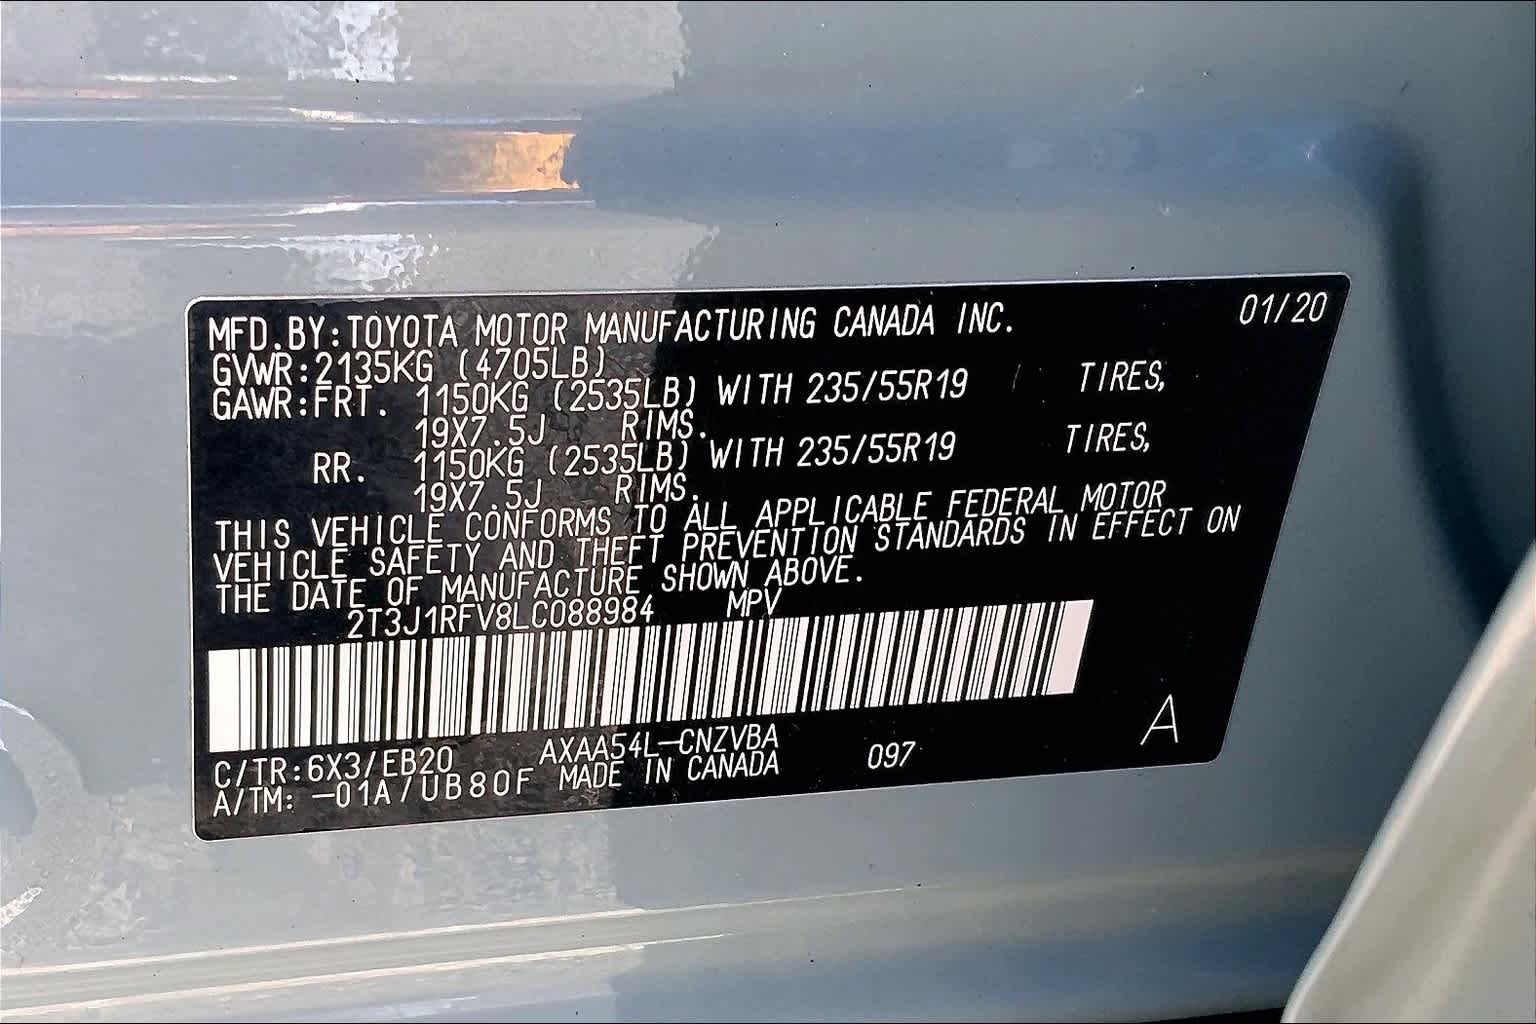 MFD.BY:TOYOTA MOTOR MANUFACTURING CANADA INC. 01/20
GVWR:2135KG (4705LB)
GAWR:FRT. 1150KG (2535LB) WITH 235/55R19 TIRES,
19X7.5J RIMS.
RR. 1150KG (2535LB) WITH 235/55R19 TIRES,
19X7.5J RIMS.
THIS VEHICLE CONFORMS TO ALL APPLICABLE FEDERAL MOTOR
VEHICLE SAFETY AND THEFT PREVENTION STANDARDS IN EFFECT ON
THE DATE OF MANUFACTURE SHOWN ABOVE.
2T3J1RFV8LC088984 MPV
C/TR:6X3/EB20 AXAA54L-CNZVBA 097 A
A/TM: -01A/UB80F MADE IN CANADA